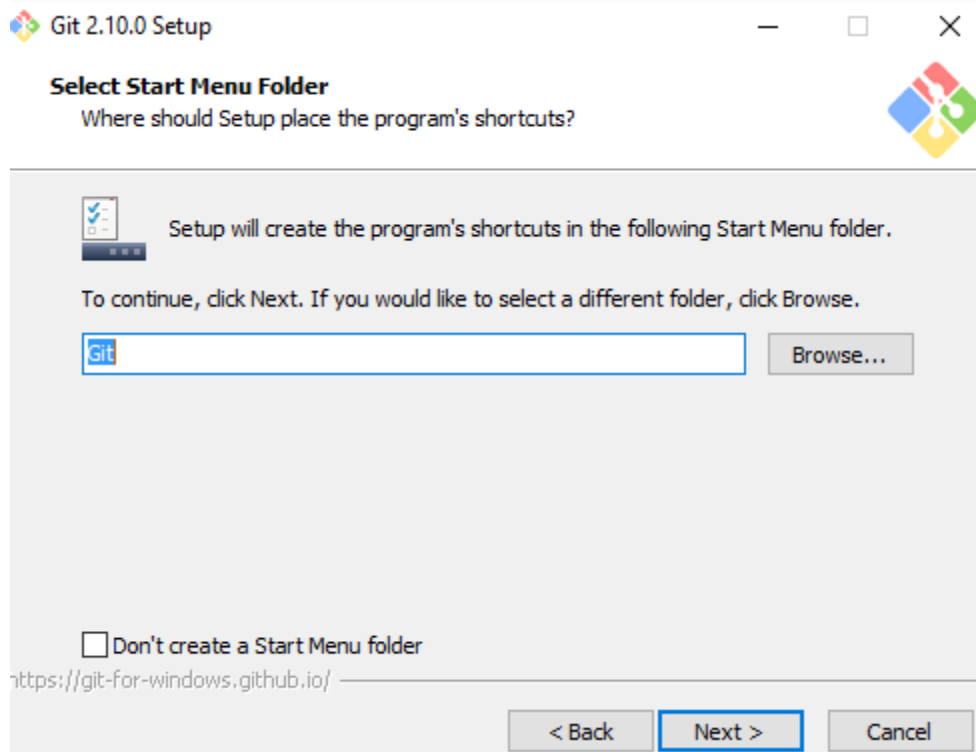 Git 2.10.0 Setup
Select Start Menu Folder
Where should Setup place the program's shortcuts?
Setup will create the program's shortcuts in the following Start Menu folder.
To continue, click Next. If you would like to select a different folder, click Browse.
Git
Browse...
Don't create a Start Menu folder
https://git-for-windows.github.io/
< Back
Next >
Cancel